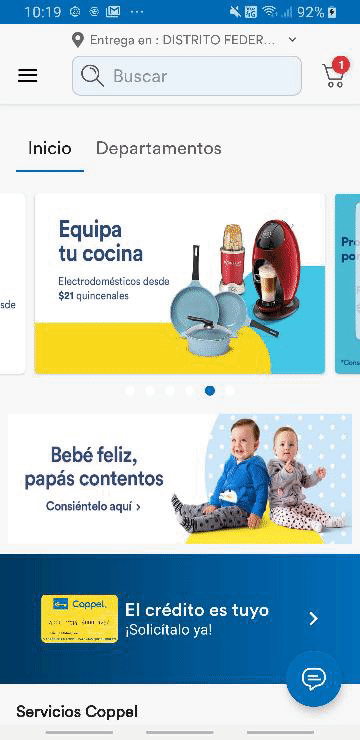 10:19 92%
Entrega en : DISTRITO FEDER...
Buscar
1
Inicio Departamentos
Equipa
tu cocina
Electrodomésticos desde
$21 quincenales
sde
Pro
po
*Cons
Bebé feliz,
papás contentos
Consiéntelo aquí ›
Coppel.
El crédito es tuyo
¡Solicítalo ya!
Servicios Coppel